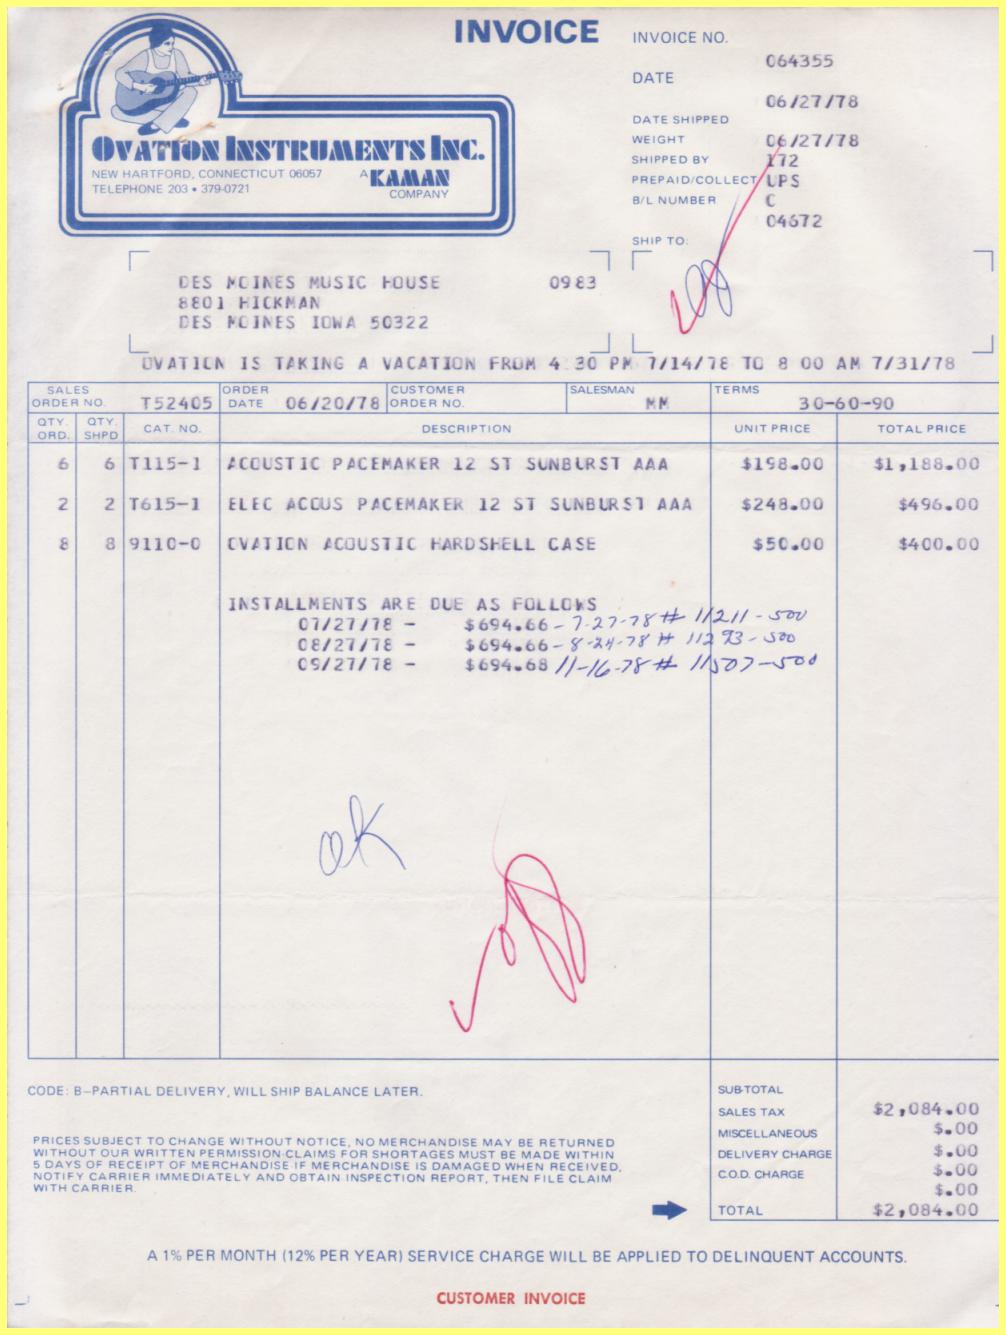 INVOICE
INVOICE NO.
064355
DATE
06/27/78
DATE SHIPPED
06/27/78
WEIGHT
172
SHIPPED BY
UPS
PREPAID/COLLECT
C
B/L NUMBER
04672
SHIP TO:
OVATION INSTRUMENTS INC.
NEW HARTFORD, CONNECTICUT 06057
TELEPHONE 203 • 379-0721
A KAMAN COMPANY
DES MOINES MUSIC HOUSE 0983
8801 HICKMAN
DES MOINES IOWA 50322
OVATION IS TAKING A VACATION FROM 4 30 PM 7/14/78 TO 8 00 AM 7/31/78
SALES ORDER NO. T52405 ORDER DATE 06/20/78 CUSTOMER ORDER NO. SALESMAN MM TERMS 30-60-90
QTY. ORD. QTY. SHPD CAT. NO. DESCRIPTION UNIT PRICE TOTAL PRICE
6 6 T115-1 ACOUSTIC PACEMAKER 12 ST SUNBURST AAA $198.00 $1,188.00
2 2 T615-1 ELEC ACCUS PACEMAKER 12 ST SUNBURST AAA $248.00 $496.00
8 8 9110-0 OVATION ACOUSTIC HARDSHELL CASE $50.00 $400.00
INSTALLMENTS ARE DUE AS FOLLOWS
07/27/78 - $694.66 - 7-27-78 # 11211 - 500
08/27/78 - $694.66 - 8-24-78 # 11293 - 500
09/27/78 - $694.68 11-16-78 # 11507 - 500
ok
CODE: B—PARTIAL DELIVERY, WILL SHIP BALANCE LATER.
PRICES SUBJECT TO CHANGE WITHOUT NOTICE, NO MERCHANDISE MAY BE RETURNED
WITHOUT OUR WRITTEN PERMISSION·CLAIMS FOR SHORTAGES MUST BE MADE WITHIN
5 DAYS OF RECEIPT OF MERCHANDISE·IF MERCHANDISE IS DAMAGED WHEN RECEIVED,
NOTIFY CARRIER IMMEDIATELY AND OBTAIN INSPECTION REPORT, THEN FILE CLAIM
WITH CARRIER.
SUB-TOTAL $2,084.00
SALES TAX $.00
MISCELLANEOUS $.00
DELIVERY CHARGE $.00
C.O.D. CHARGE $.00
TOTAL $2,084.00
A 1% PER MONTH (12% PER YEAR) SERVICE CHARGE WILL BE APPLIED TO DELINQUENT ACCOUNTS.
CUSTOMER INVOICE